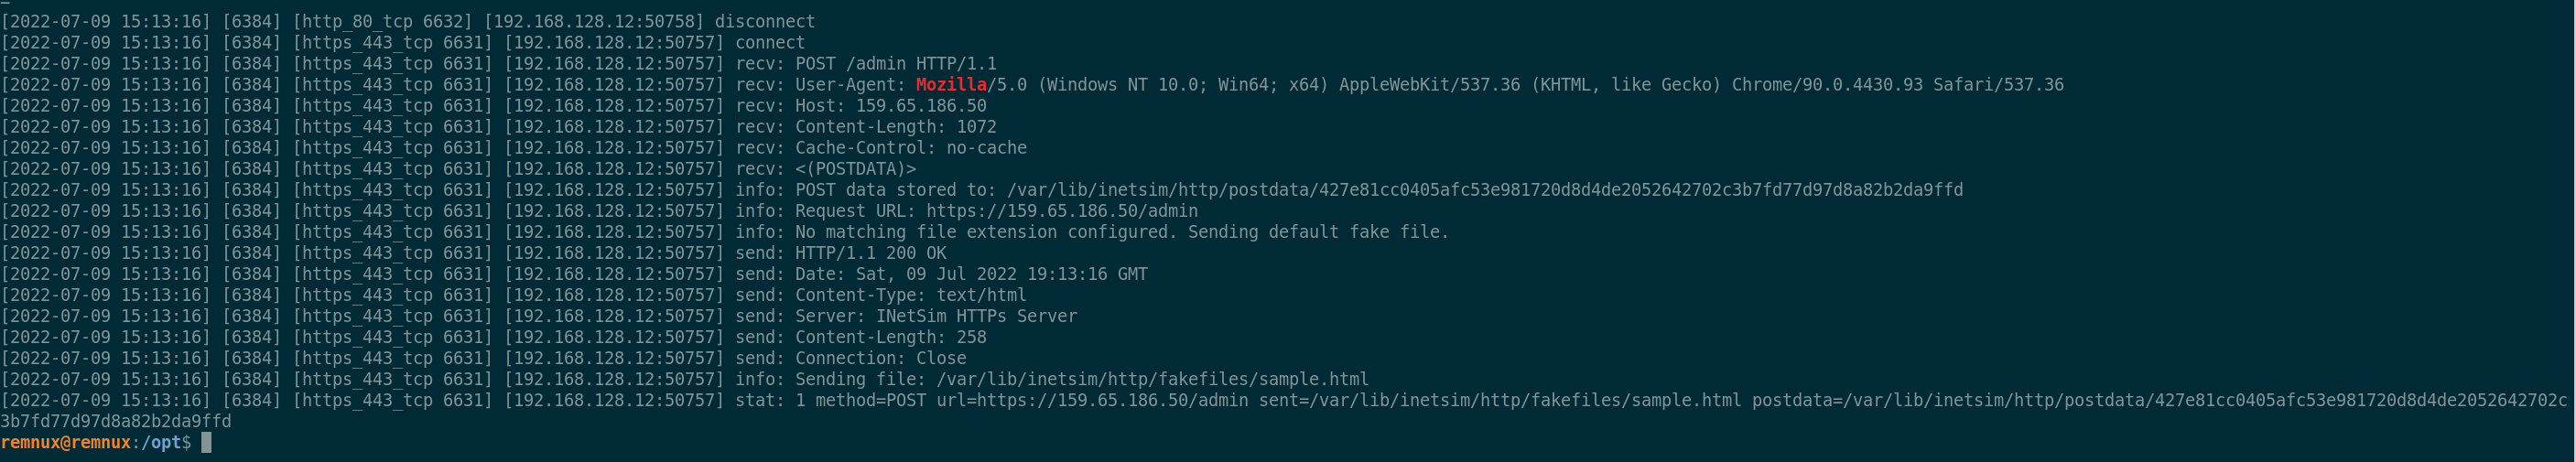 [2022-07-09 15:13:16] [6384] [http_80_tcp 6632] [192.168.128.12:50758] disconnect
[2022-07-09 15:13:16] [6384] [https_443_tcp 6631] [192.168.128.12:50757] connect
[2022-07-09 15:13:16] [6384] [https_443_tcp 6631] [192.168.128.12:50757] recv: POST /admin HTTP/1.1
[2022-07-09 15:13:16] [6384] [https_443_tcp 6631] [192.168.128.12:50757] recv: User-Agent: Mozilla/5.0 (Windows NT 10.0; Win64; x64) AppleWebKit/537.36 (KHTML, like Gecko) Chrome/90.0.4430.93 Safari/537.36
[2022-07-09 15:13:16] [6384] [https_443_tcp 6631] [192.168.128.12:50757] recv: Host: 159.65.186.50
[2022-07-09 15:13:16] [6384] [https_443_tcp 6631] [192.168.128.12:50757] recv: Content-Length: 1072
[2022-07-09 15:13:16] [6384] [https_443_tcp 6631] [192.168.128.12:50757] recv: Cache-Control: no-cache
[2022-07-09 15:13:16] [6384] [https_443_tcp 6631] [192.168.128.12:50757] recv: <(POSTDATA)>
[2022-07-09 15:13:16] [6384] [https_443_tcp 6631] [192.168.128.12:50757] info: POST data stored to: /var/lib/inetsim/http/postdata/427e81cc0405afc53e981720d8d4de2052642702c3b7fd77d97d8a82b2da9ffd
[2022-07-09 15:13:16] [6384] [https_443_tcp 6631] [192.168.128.12:50757] info: Request URL: https://159.65.186.50/admin
[2022-07-09 15:13:16] [6384] [https_443_tcp 6631] [192.168.128.12:50757] info: No matching file extension configured. Sending default fake file.
[2022-07-09 15:13:16] [6384] [https_443_tcp 6631] [192.168.128.12:50757] send: HTTP/1.1 200 OK
[2022-07-09 15:13:16] [6384] [https_443_tcp 6631] [192.168.128.12:50757] send: Date: Sat, 09 Jul 2022 19:13:16 GMT
[2022-07-09 15:13:16] [6384] [https_443_tcp 6631] [192.168.128.12:50757] send: Content-Type: text/html
[2022-07-09 15:13:16] [6384] [https_443_tcp 6631] [192.168.128.12:50757] send: Server: INetSim HTTPs Server
[2022-07-09 15:13:16] [6384] [https_443_tcp 6631] [192.168.128.12:50757] send: Content-Length: 258
[2022-07-09 15:13:16] [6384] [https_443_tcp 6631] [192.168.128.12:50757] send: Connection: Close
[2022-07-09 15:13:16] [6384] [https_443_tcp 6631] [192.168.128.12:50757] info: Sending file: /var/lib/inetsim/http/fakefiles/sample.html
[2022-07-09 15:13:16] [6384] [https_443_tcp 6631] [192.168.128.12:50757] stat: 1 method=POST url=https://159.65.186.50/admin sent=/var/lib/inetsim/http/fakefiles/sample.html postdata=/var/lib/inetsim/http/postdata/427e81cc0405afc53e981720d8d4de2052642702c
3b7fd77d97d8a82b2da9ffd
remnux@remnux:/opt$